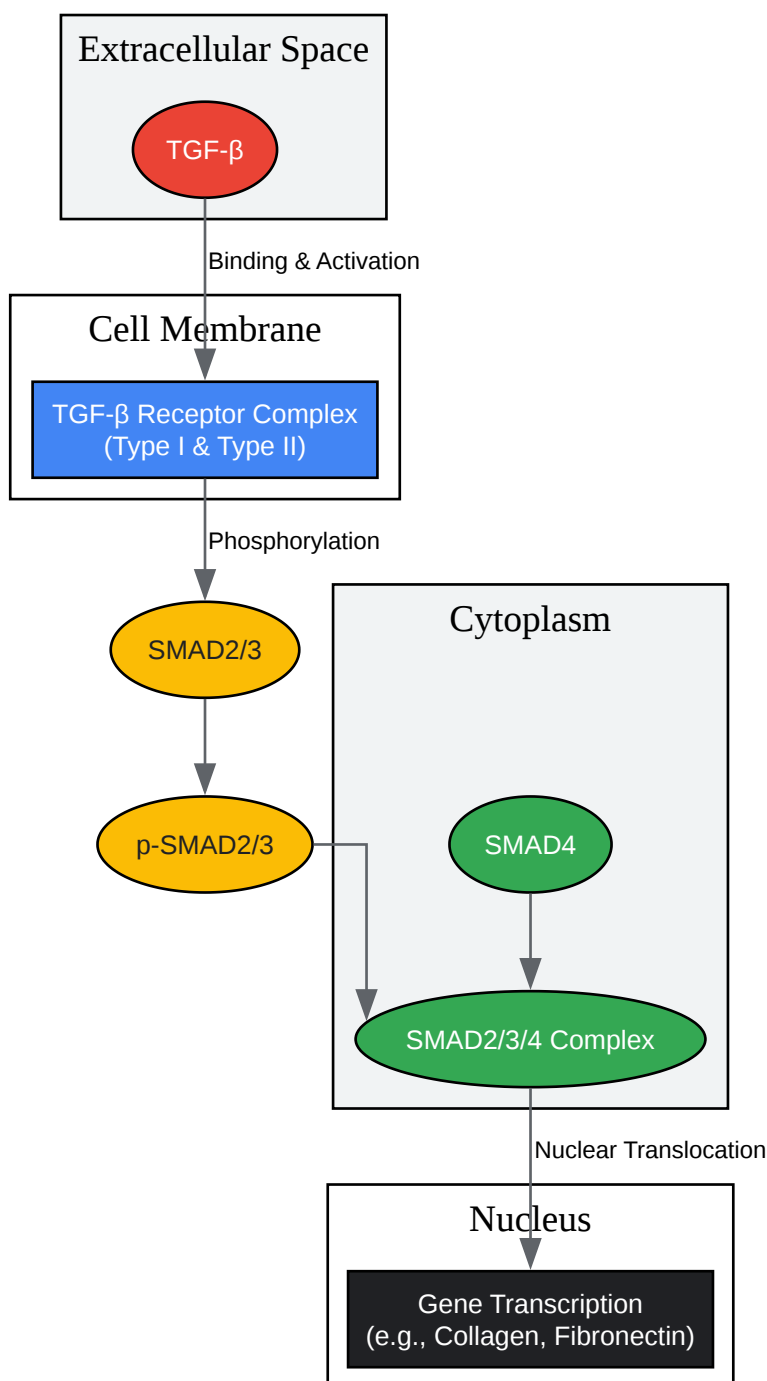 Extracellular Space
TGF-β
Binding & Activation
Cell Membrane
TGF-β Receptor Complex
(Type I & Type II)
Phosphorylation
SMAD2/3
Cytoplasm
p-SMAD2/3
SMAD4
SMAD2/3/4 Complex
Nuclear Translocation
Nucleus
Gene Transcription
(e.g., Collagen, Fibronectin)